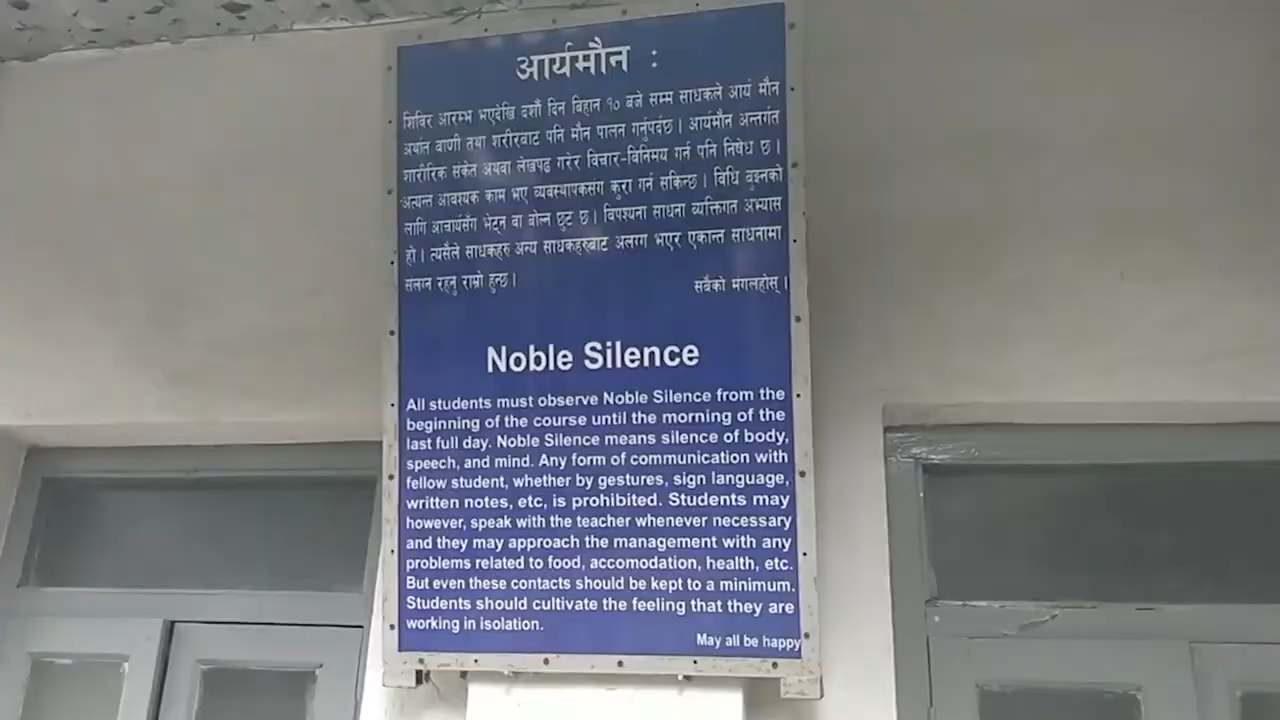 आर्यमौन :
शिविर आरम्भ भएदेखि दशौं दिन बिहान १० बजे सम्म साधकले आर्य मौन
अर्थात वाणी तथा शरीरबाट पनि मौन पालन गर्नुपर्दछ । आर्यमौन अन्तर्गत
शारीरिक संकेत अथवा लेखपढ गरेर विचार-विनिमय गर्न पनि निषेध छ ।
अत्यन्त आवश्यक काम भए व्यवस्थापकसंग कुरा गर्न सकिन्छ । विधि बुझ्नको
लागि आचार्यसँग भेट्न वा बोल्न छुट छ । विपश्यना साधना व्यक्तिगत अभ्यास
हो । त्यसैले साधकहरु अन्य साधकहरुबाट अलग्ग भएर एकान्त साधनामा
संलग्न रहनु राम्रो हुन्छ ।
सबैको मंगलहोस् ।
Noble Silence
All students must observe Noble Silence from the
beginning of the course until the morning of the
last full day. Noble Silence means silence of body,
speech, and mind. Any form of communication with
fellow student, whether by gestures, sign language,
written notes, etc, is prohibited. Students may
however, speak with the teacher whenever necessary
and they may approach the management with any
problems related to food, accomodation, health, etc.
But even these contacts should be kept to a minimum.
Students should cultivate the feeling that they are
working in isolation.
May all be happy